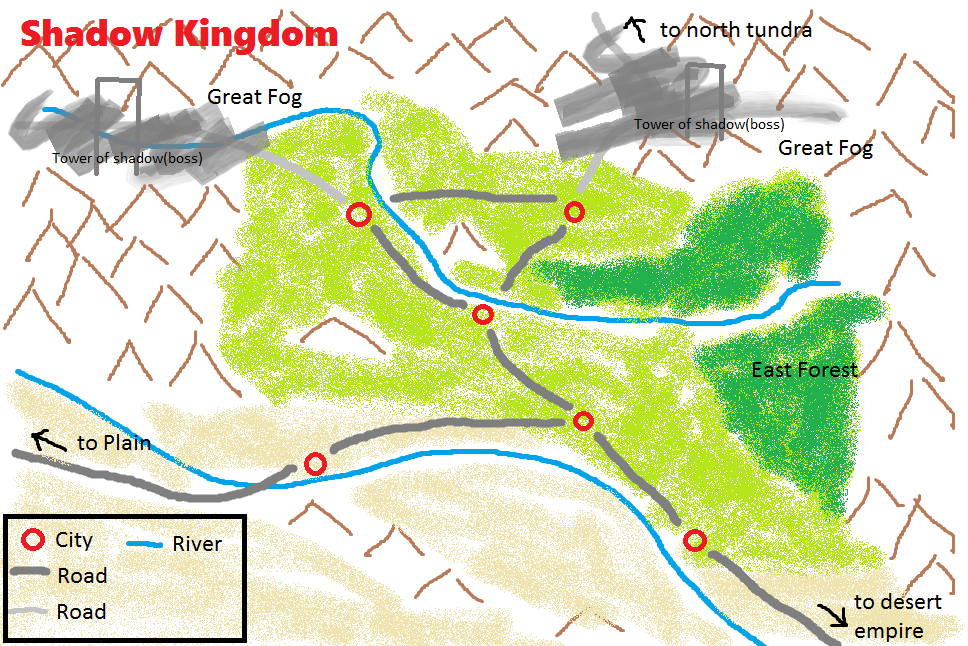 Shadow Kingdom
to north tundra
Great Fog
Tower of shadow(boss)
Tower of shadow(boss)
Great Fog
East Forest
to Plain
City
River
Road
Road
to desert
empire